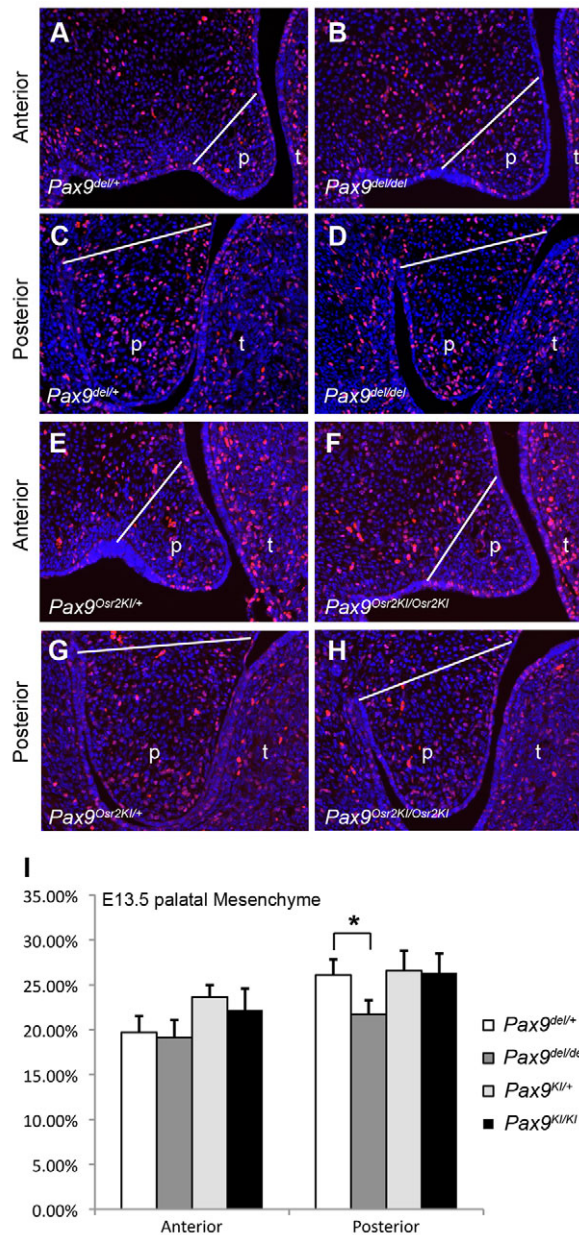 A
B
Anterior
p
t
p
t
Pax9del/+
Pax9del/del
C
D
Posterior
p
t
p
t
Pax9del/+
Pax9del/del
E
F
Anterior
p
t
p
t
Pax9Osr2KI/+
Pax9Osr2KI/Osr2KI
G
H
Posterior
p
t
p
t
Pax9Osr2KI/+
Pax9Osr2KI/Osr2KI
I
E13.5 palatal Mesenchyme
35.00%
30.00%
25.00%
20.00%
15.00%
10.00%
5.00%
0.00%
*
Anterior
Posterior
Pax9del/+
Pax9del/de
Pax9KI/+
Pax9KI/KI